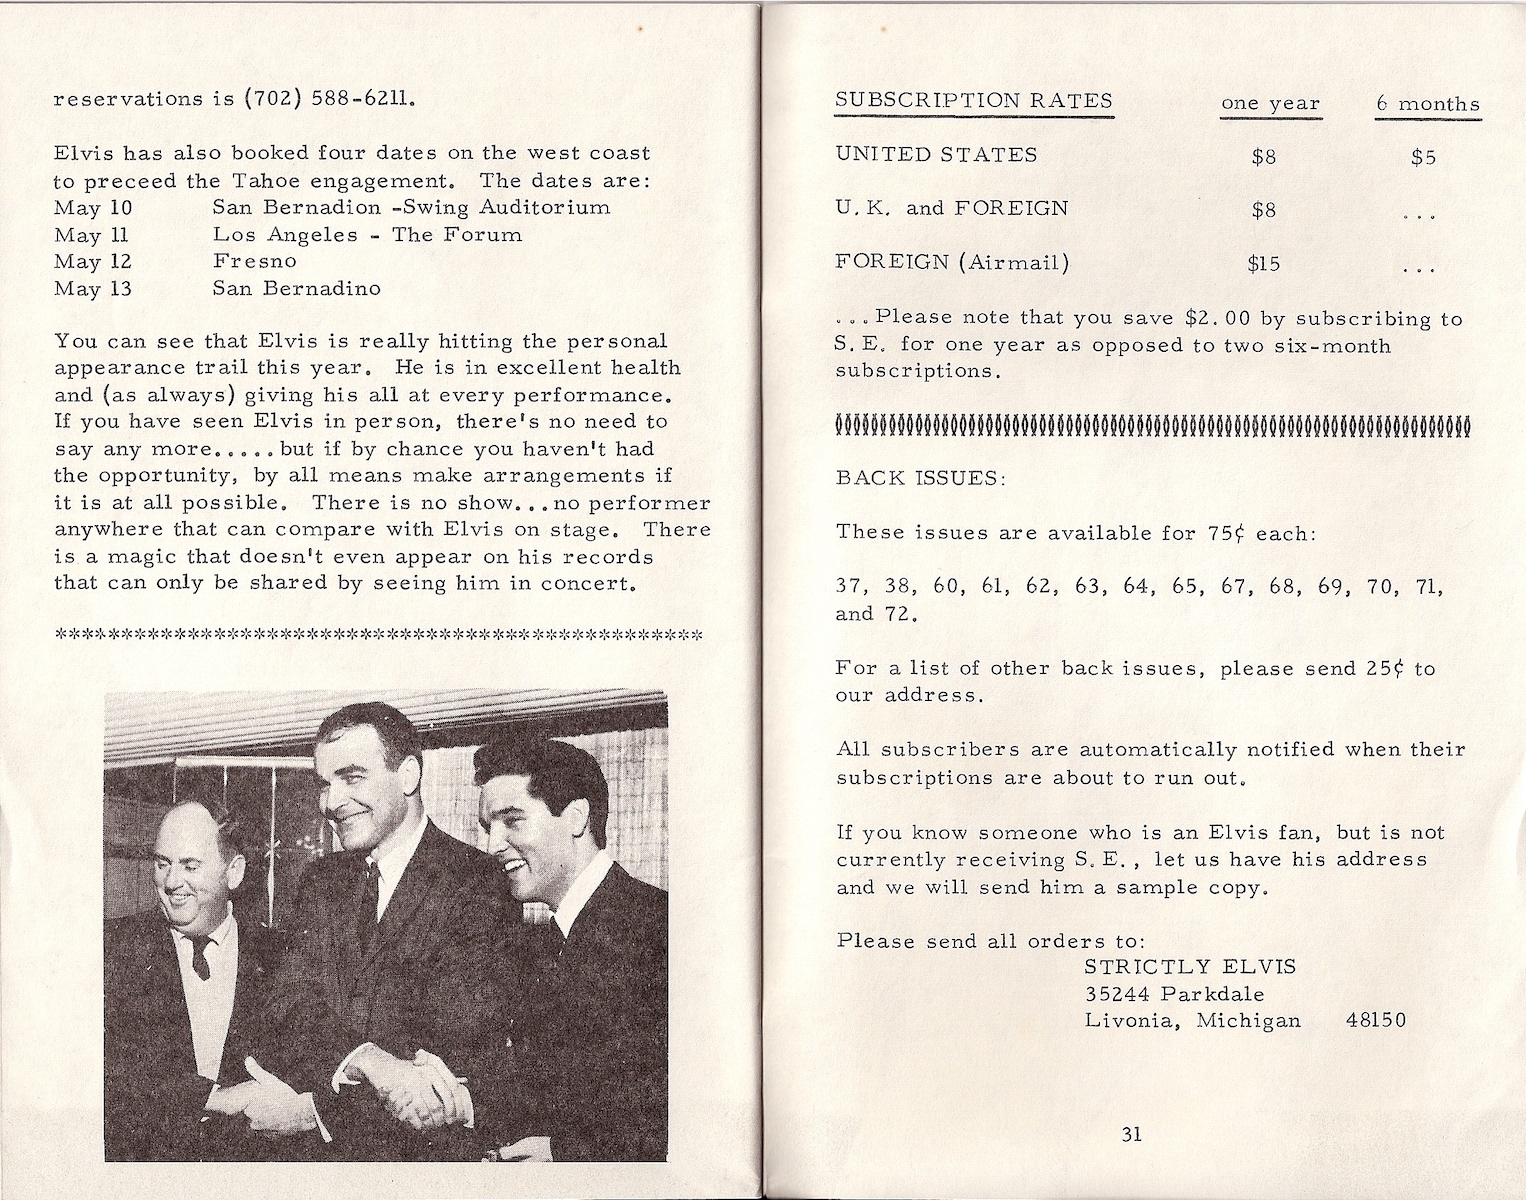 reservations is (702) 588-6211.
Elvis has also booked four dates on the west coast
to preceed the Tahoe engagement. The dates are:
May 10 San Bernadion -Swing Auditorium
May 11 Los Angeles - The Forum
May 12 Fresno
May 13 San Bernadino
You can see that Elvis is really hitting the personal
appearance trail this year. He is in excellent health
and (as always) giving his all at every performance.
If you have seen Elvis in person, there's no need to
say any more.....but if by chance you haven't had
the opportunity, by all means make arrangements if
it is at all possible. There is no show...no performer
anywhere that can compare with Elvis on stage. There
is a magic that doesn't even appear on his records
that can only be shared by seeing him in concert.
*************************************************
SUBSCRIPTION RATES one year 6 months
UNITED STATES $8 $5
U.K. and FOREIGN $8 ...
FOREIGN (Airmail) $15 ...
...Please note that you save $2.00 by subscribing to
S.E. for one year as opposed to two six-month
subscriptions.
BACK ISSUES:
These issues are available for 75¢ each:
37, 38, 60, 61, 62, 63, 64, 65, 67, 68, 69, 70, 71,
and 72.
For a list of other back issues, please send 25¢ to
our address.
All subscribers are automatically notified when their
subscriptions are about to run out.
If you know someone who is an Elvis fan, but is not
currently receiving S.E., let us have his address
and we will send him a sample copy.
Please send all orders to:
STRICTLY ELVIS
35244 Parkdale
Livonia, Michigan 48150
31